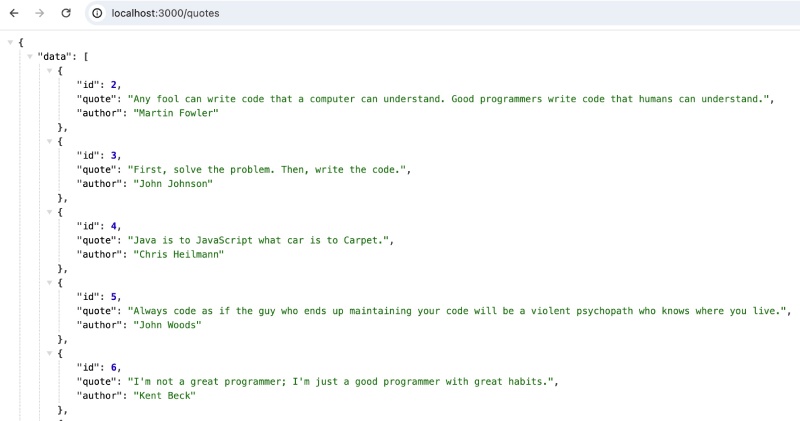 localhost:3000/quotes
{
"data": [
{
"id": 2,
"quote": "Any fool can write code that a computer can understand. Good programmers write code that humans can understand.",
"author": "Martin Fowler"
},
{
"id": 3,
"quote": "First, solve the problem. Then, write the code.",
"author": "John Johnson"
},
{
"id": 4,
"quote": "Java is to JavaScript what car is to Carpet.",
"author": "Chris Heilmann"
},
{
"id": 5,
"quote": "Always code as if the guy who ends up maintaining your code will be a violent psychopath who knows where you live.",
"author": "John Woods"
},
{
"id": 6,
"quote": "I'm not a great programmer; I'm just a good programmer with great habits.",
"author": "Kent Beck"
},